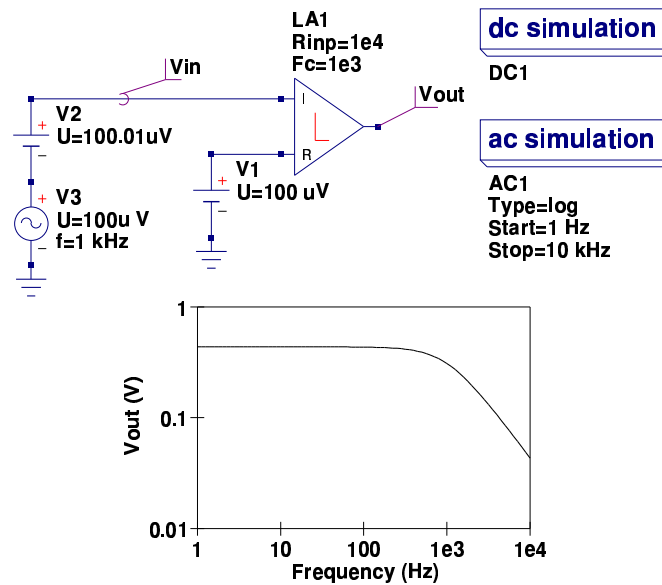 LA1
Rinp=1e4
Fc=1e3
dc simulation
DC1
Vin
Vout
I
R
V2
U=100.01uV
V1
U=100 uV
V3
U=100u V
f=1 kHz
ac simulation
AC1
Type=log
Start=1 Hz
Stop=10 kHz
1
0.1
0.01
Vout (V)
1
10
100
1e3
1e4
Frequency (Hz)